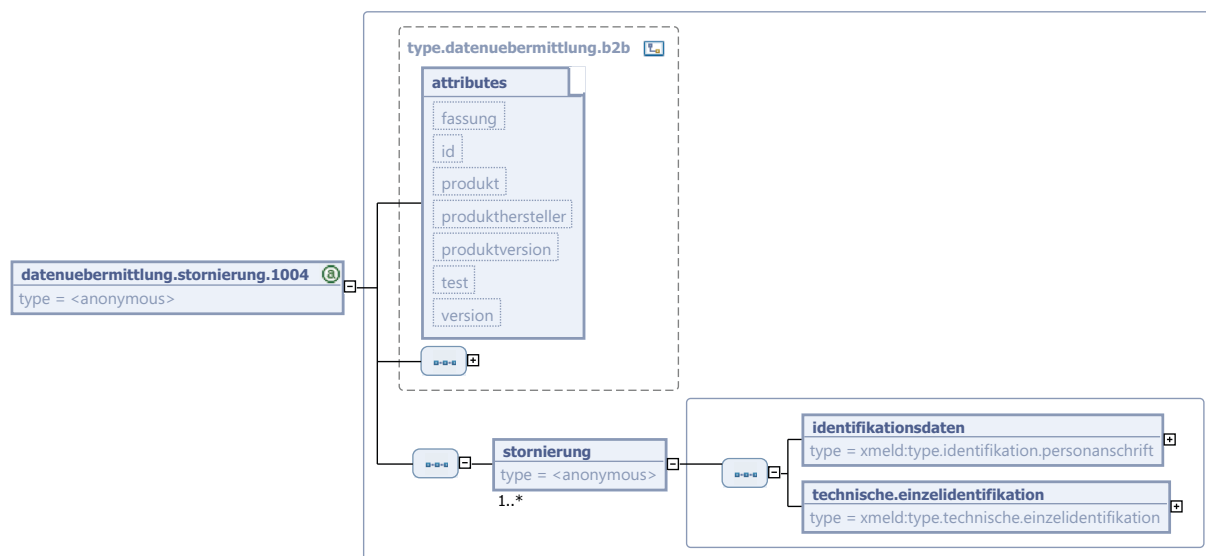 type.datenuebermittlung.b2b
attributes
fassung
id
produkt
produkthersteller
produktversion
test
version
datenuebermittlung.stornierung.1004 a
type = <anonymous>
stornierung
type = <anonymous>
1..*
identifikationsdaten
type = xmeld:type.identifikation.personanschrift
technische.einzelidentifikation
type = xmeld:type.technische.einzelidentifikation